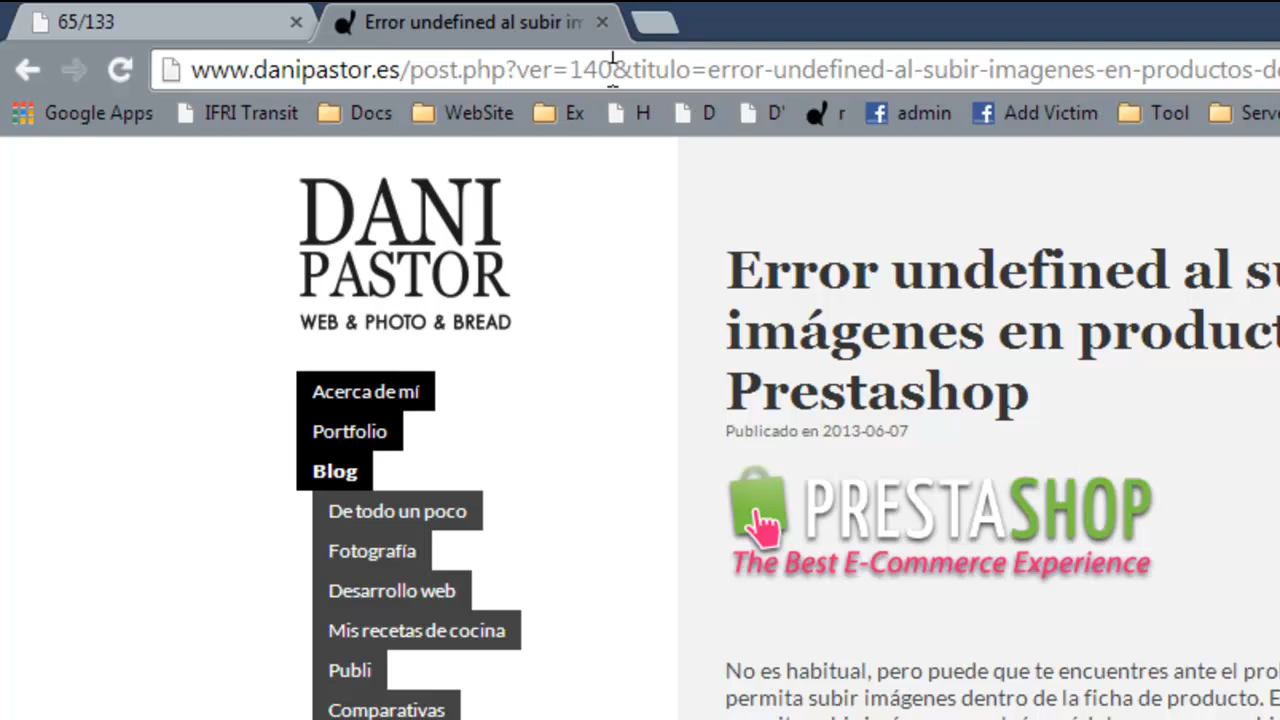 65/133
Error undefined al subir im
www.danipastor.es/post.php?ver=140&titulo=error-undefined-al-subir-imagenes-en-productos-de
Google Apps IFRI Transit Docs WebSite Ex H D D' r admin Add Victim Tool Serv
DANI
PASTOR
WEB & PHOTO & BREAD
Acerca de mí
Portfolio
Blog
De todo un poco
Fotografía
Desarrollo web
Mis recetas de cocina
Publi
Comparativas
Error undefined al su
imágenes en product
Prestashop
Publicado en 2013-06-07
PRESTASHOP
The Best E-Commerce Experience
No es habitual, pero puede que te encuentres ante el prob
permita subir imágenes dentro de la ficha de producto. E